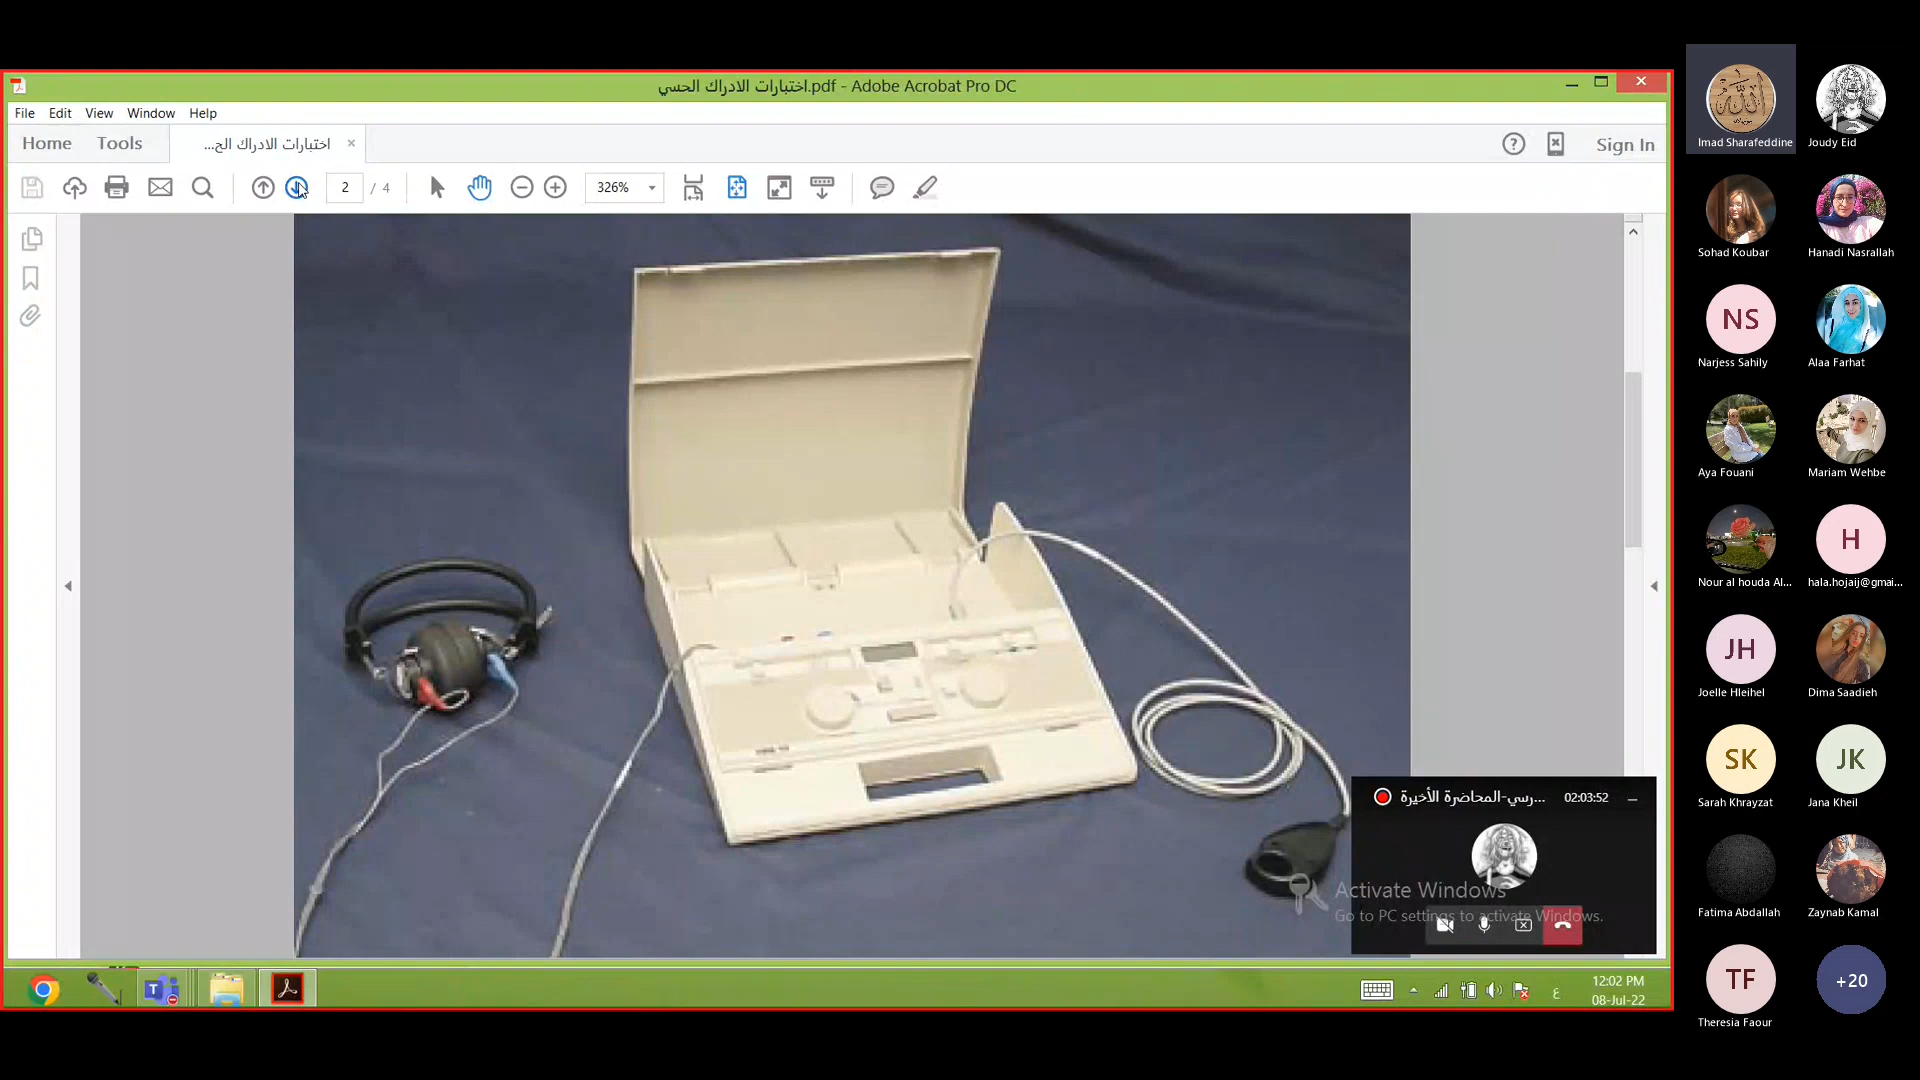 اختبارات الادراك الحسي.pdf - Adobe Acrobat Pro DC
File Edit View Window Help
Home Tools اختبارات الادراك الح... × Sign In
2 / 4 326%
Imad Sharafeddine
Joudy Eid
Sohad Koubar
Hanadi Nasrallah
NS
Narjess Sahily
Alaa Farhat
Aya Fouani
Mariam Wehbe
Nour al houda Al...
H
hala.hojaij@gmai...
JH
Joelle Hleihel
Dima Saadieh
SK
Sarah Khrayzat
JK
Jana Kheil
Fatima Abdallah
Zaynab Kamal
TF
Theresia Faour
+20
رسي-المحاضرة الأخيرة... 02:03:52
Activate Windows
Go to PC settings to activate Windows.
ع
12:02 PM
08-Jul-22